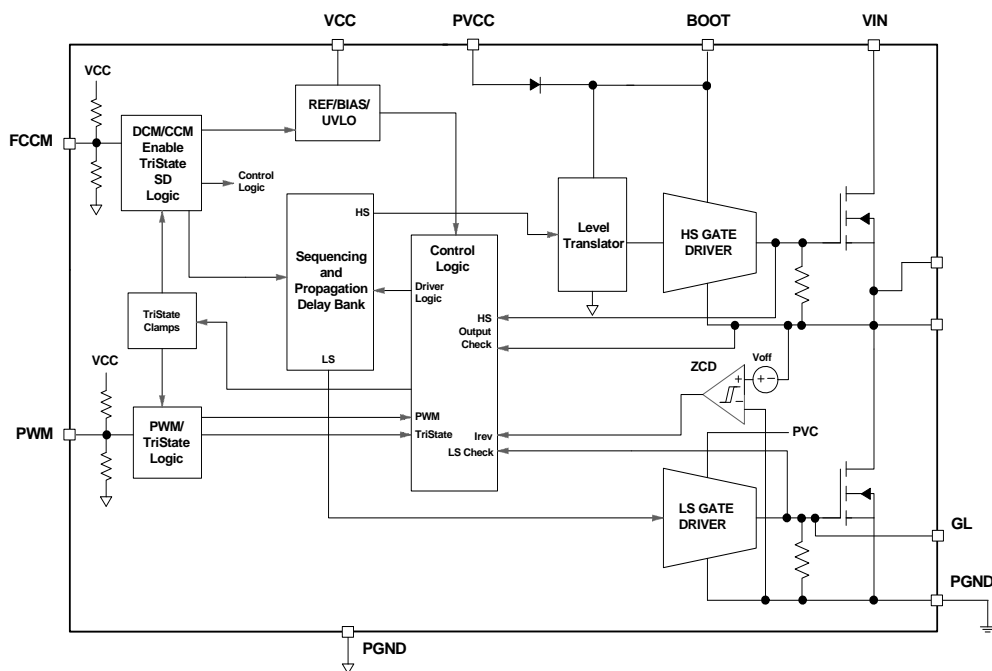 VCC
PVCC
BOOT
VIN
VCC
REF/BIAS/
UVLO
FCCM
DCM/CCM
Enable
TriState
SD
Logic
Control
Logic
HS
Level
Translator
HS GATE
DRIVER
Sequencing
and
Propagation
Delay Bank
LS
Control
Logic
Driver
Logic
HS
Output
Check
TriState
Clamps
VCC
ZCD
Voff
+
–
+ –
PWM
PWM/
TriState
Logic
PWM
TriState
Irev
LS Check
PVC
LS GATE
DRIVER
GL
PGND
PGND